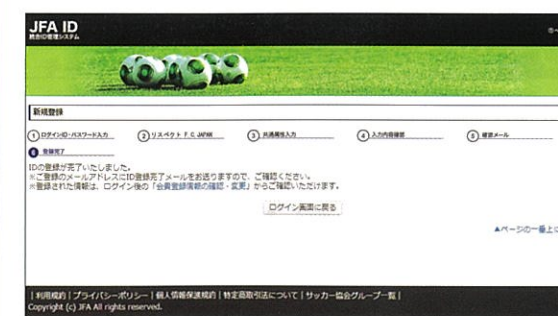 JFA ID
統合ID管理システム
新規登録
① ログインID・パスワード入力 ② リスペクト F.C. JAPAN ③ 共通属性入力 ④ 入力内容確認 ⑤ 確認メール
⑥ 登録完了
IDの登録が完了いたしました。
※ご登録のメールアドレスにID登録完了メールをお送りますので、ご確認ください。
※登録された情報は、ログイン後の「会員登録情報の確認・変更」からご確認いただけます。
ログイン画面に戻る
▲ページの一番上に
| 利用規約 | プライバシーポリシー | 個人情報保護規約 | 特定商取引法について | サッカー協会グループ一覧 |
Copyright (c) JFA All rights reserved.